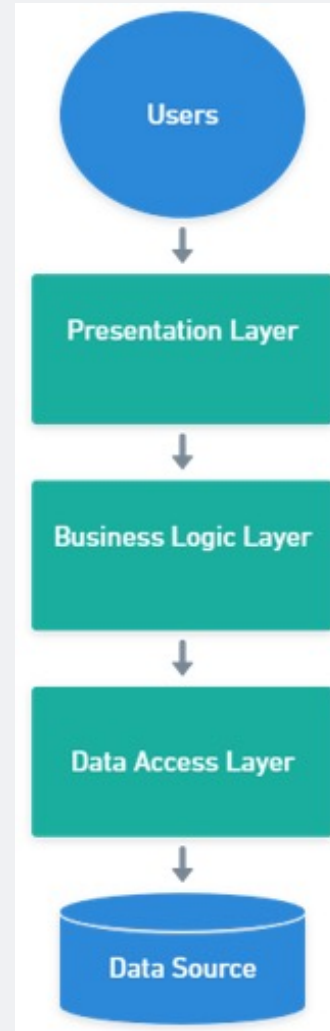 Users
Presentation Layer
Business Logic Layer
Data Access Layer
Data Source